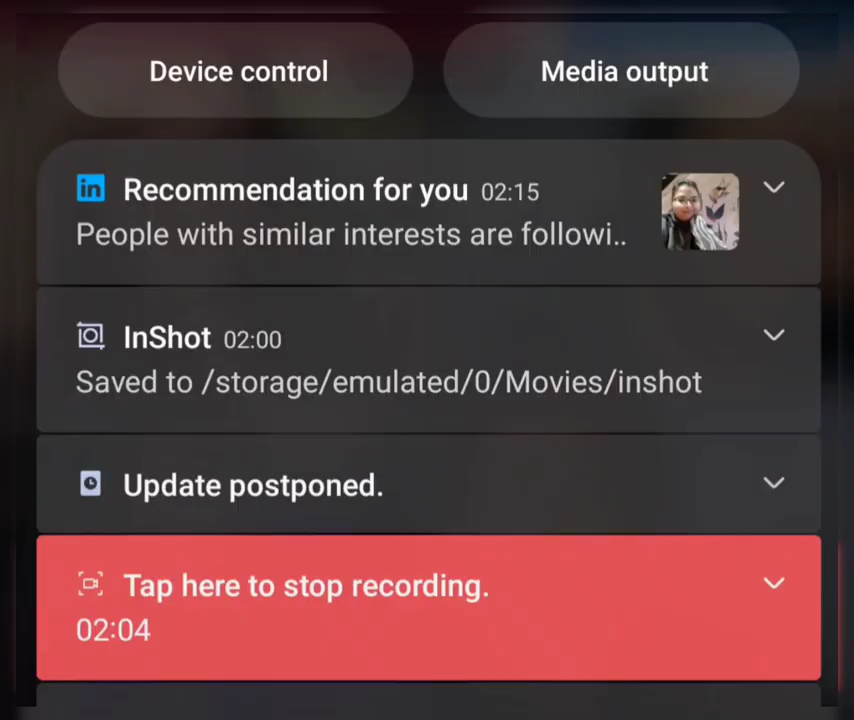 Device control
Media output
in Recommendation for you 02:15
People with similar interests are followi..
InShot 02:00
Saved to /storage/emulated/0/Movies/inshot
Update postponed.
Tap here to stop recording.
02:04